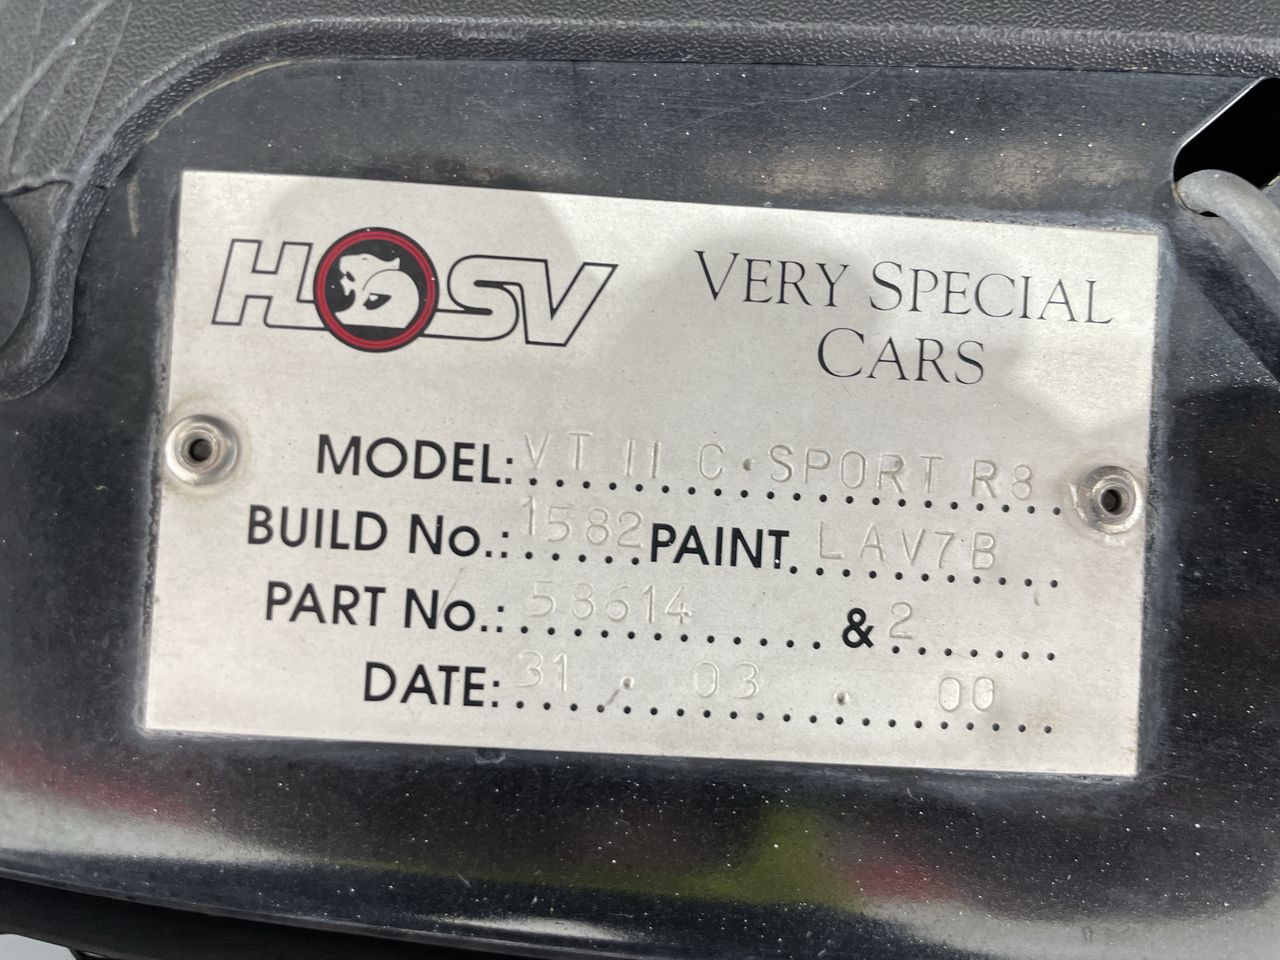 HSV
VERY SPECIAL
CARS
MODEL: VT II C·SPORT R8
BUILD No.: 1582 PAINT LAV7B
PART No.: 58614 & 2
DATE: 31 . 03 . 00